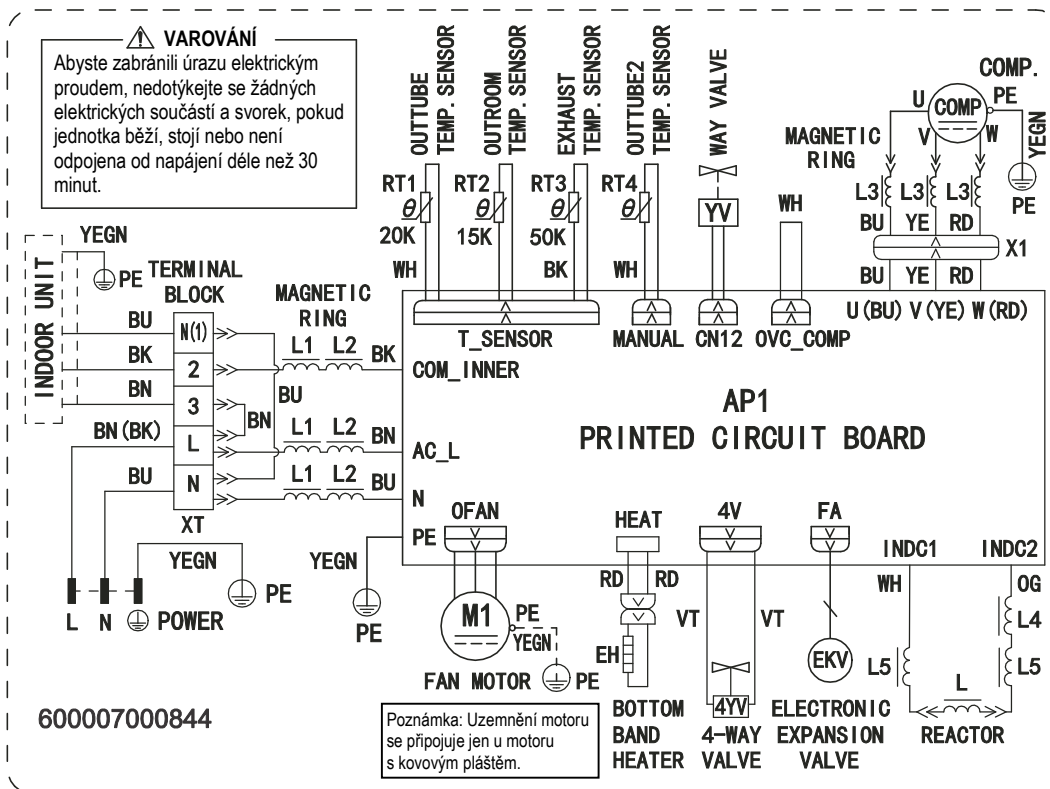 VAROVÁNÍ
Abyste zabránili úrazu elektrickým
proudem, nedotýkejte se žádných
elektrických součástí a svorek, pokud
jednotka běží, stojí nebo není
odpojena od napájení déle než 30
minut.
OUTTUBE
TEMP. SENSOR
OUTROOM
TEMP. SENSOR
EXHAUST
TEMP. SENSOR
OUTTUBE2
TEMP. SENSOR
WAY VALVE
COMP.
U
COMP
PE
V
W
YEGN
MAGNETIC
RING
PE
RT1
RT2
RT3
RT4
θ
θ
θ
θ
20K
15K
50K
YV
WH
L3
L3
L3
BU
YE
RD
X1
WH
BK
WH
BU
YE
RD
U(BU) V(YE) W(RD)
T_SENSOR
MANUAL
CN12
OVC_COMP
YEGN
PE
INDOOR UNIT
TERMINAL
BLOCK
MAGNETIC
RING
BU
N(1)
L1
L2
BK
BK
2
COM_INNER
BN
3
BU
BN
L1
L2
BN
BN(BK)
L
AC_L
BU
N
L1
L2
BU
N
XT
AP1
PRINTED CIRCUIT BOARD
YEGN
PE
L
N
POWER
YEGN
PE
PE
OFAN
HEAT
4V
FA
INDC1
INDC2
M1
PE
YEGN
PE
FAN MOTOR
RD
RD
EH
BOTTOM
BAND
HEATER
VT
VT
4YV
4-WAY
VALVE
EKV
ELECTRONIC
EXPANSION
VALVE
WH
OG
L4
L5
L5
L
REACTOR
600007000844
Poznámka: Uzemnění motoru
se připojuje jen u motoru
s kovovým pláštěm.